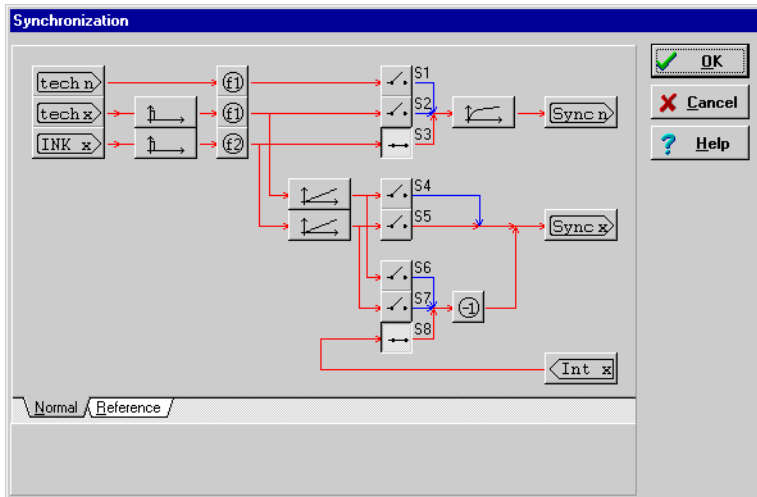 Synchronization
tech n
f1
S1
OK
tech x
f1
S2
Sync n
Cancel
INK x
f2
S3
Help
S4
S5
Sync x
S6
S7
-1
S8
Int x
Normal
Reference